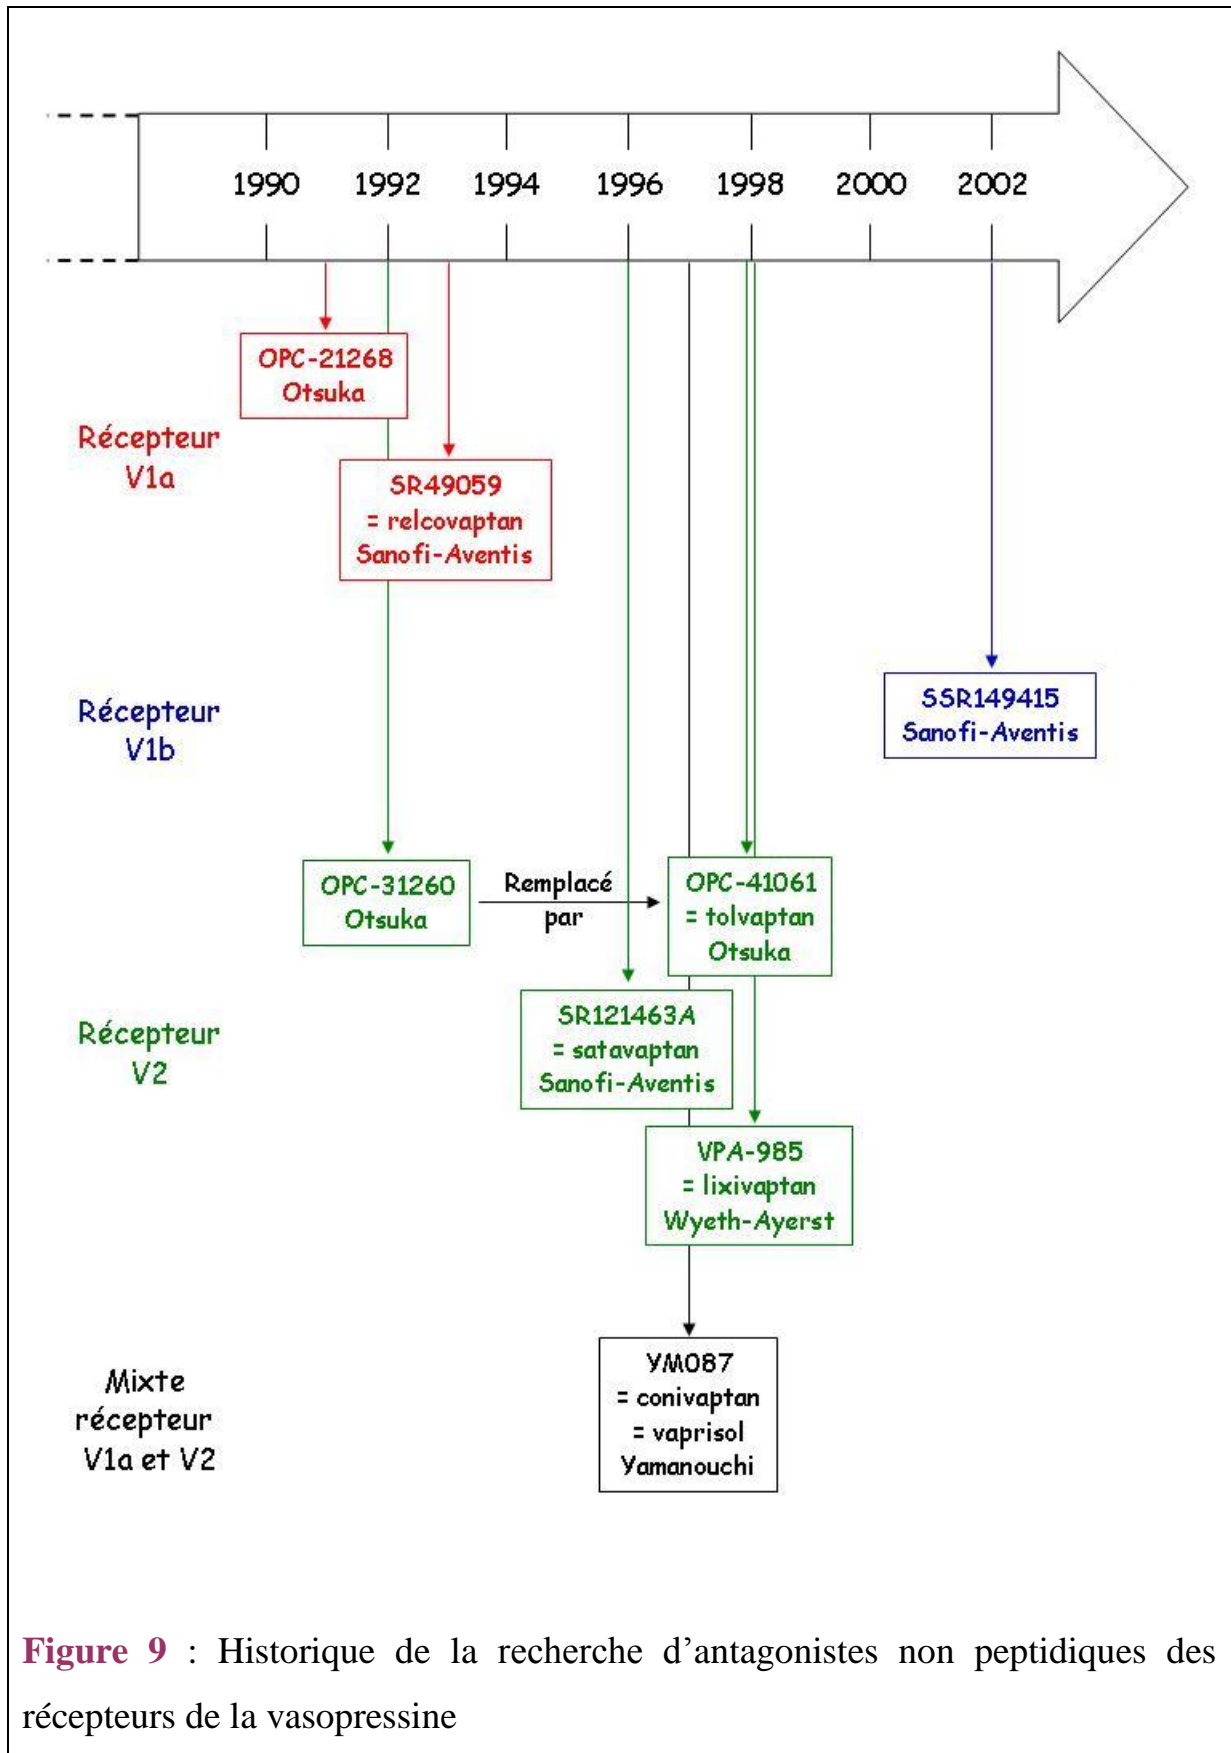 1990 1992 1994 1996 1998 2000 2002
OPC-21268
Otsuka
Récepteur
V1a
SR49059
= relcovaptan
Sanofi-Aventis
Récepteur
V1b
SSR149415
Sanofi-Aventis
OPC-31260
Otsuka
Remplacé
par
OPC-41061
= tolvaptan
Otsuka
Récepteur
V2
SR121463A
= satavaptan
Sanofi-Aventis
VPA-985
= lixivaptan
Wyeth-Ayerst
Mixte
récepteur
V1a et V2
YM087
= conivaptan
= vaprisol
Yamanouchi
Figure 9 : Historique de la recherche d’antagonistes non peptidiques des
récepteurs de la vasopressine